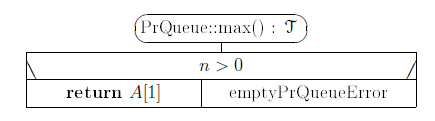 PrQueue::max() : 𝒯
n > 0
return A[1]
emptyPrQueueError